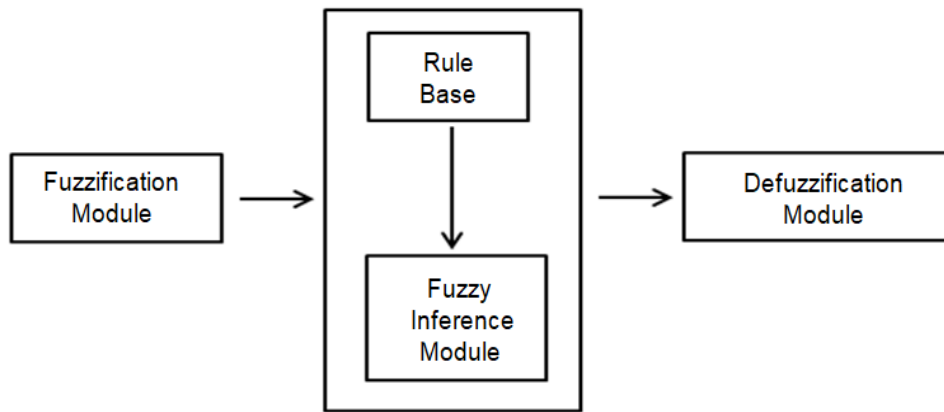 Fuzzification
Module
Rule
Base
Fuzzy
Inference
Module
Defuzzification
Module